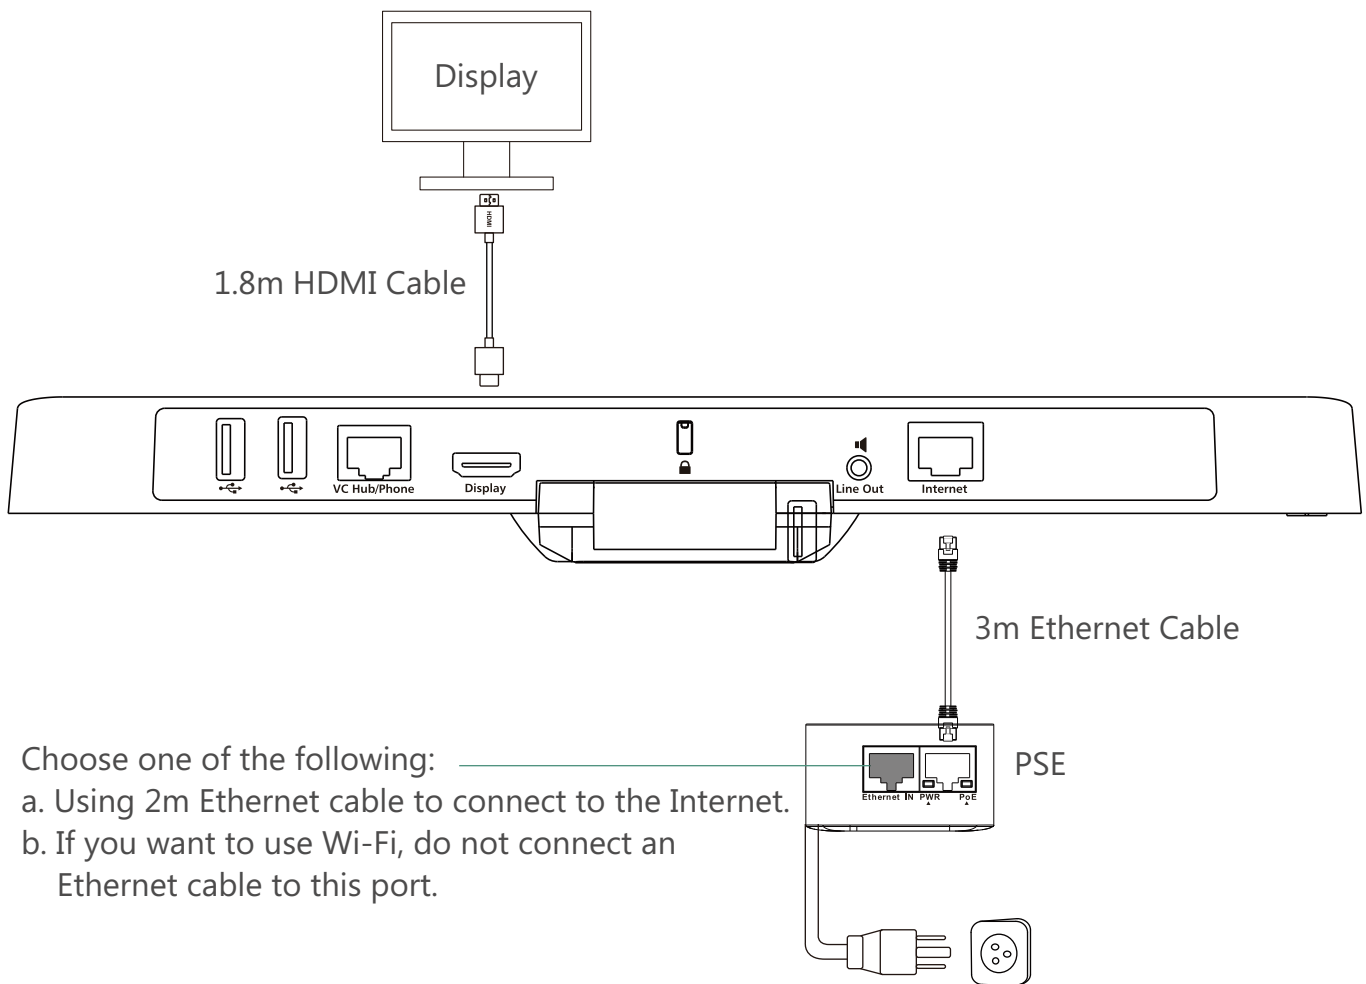 Display
HDMI
1.8m HDMI Cable
VC Hub/Phone
Display
Line Out
Internet
3m Ethernet Cable
PSE
Ethernet IN PWR PoE
Choose one of the following:
a. Using 2m Ethernet cable to connect to the Internet.
b. If you want to use Wi-Fi, do not connect an
Ethernet cable to this port.